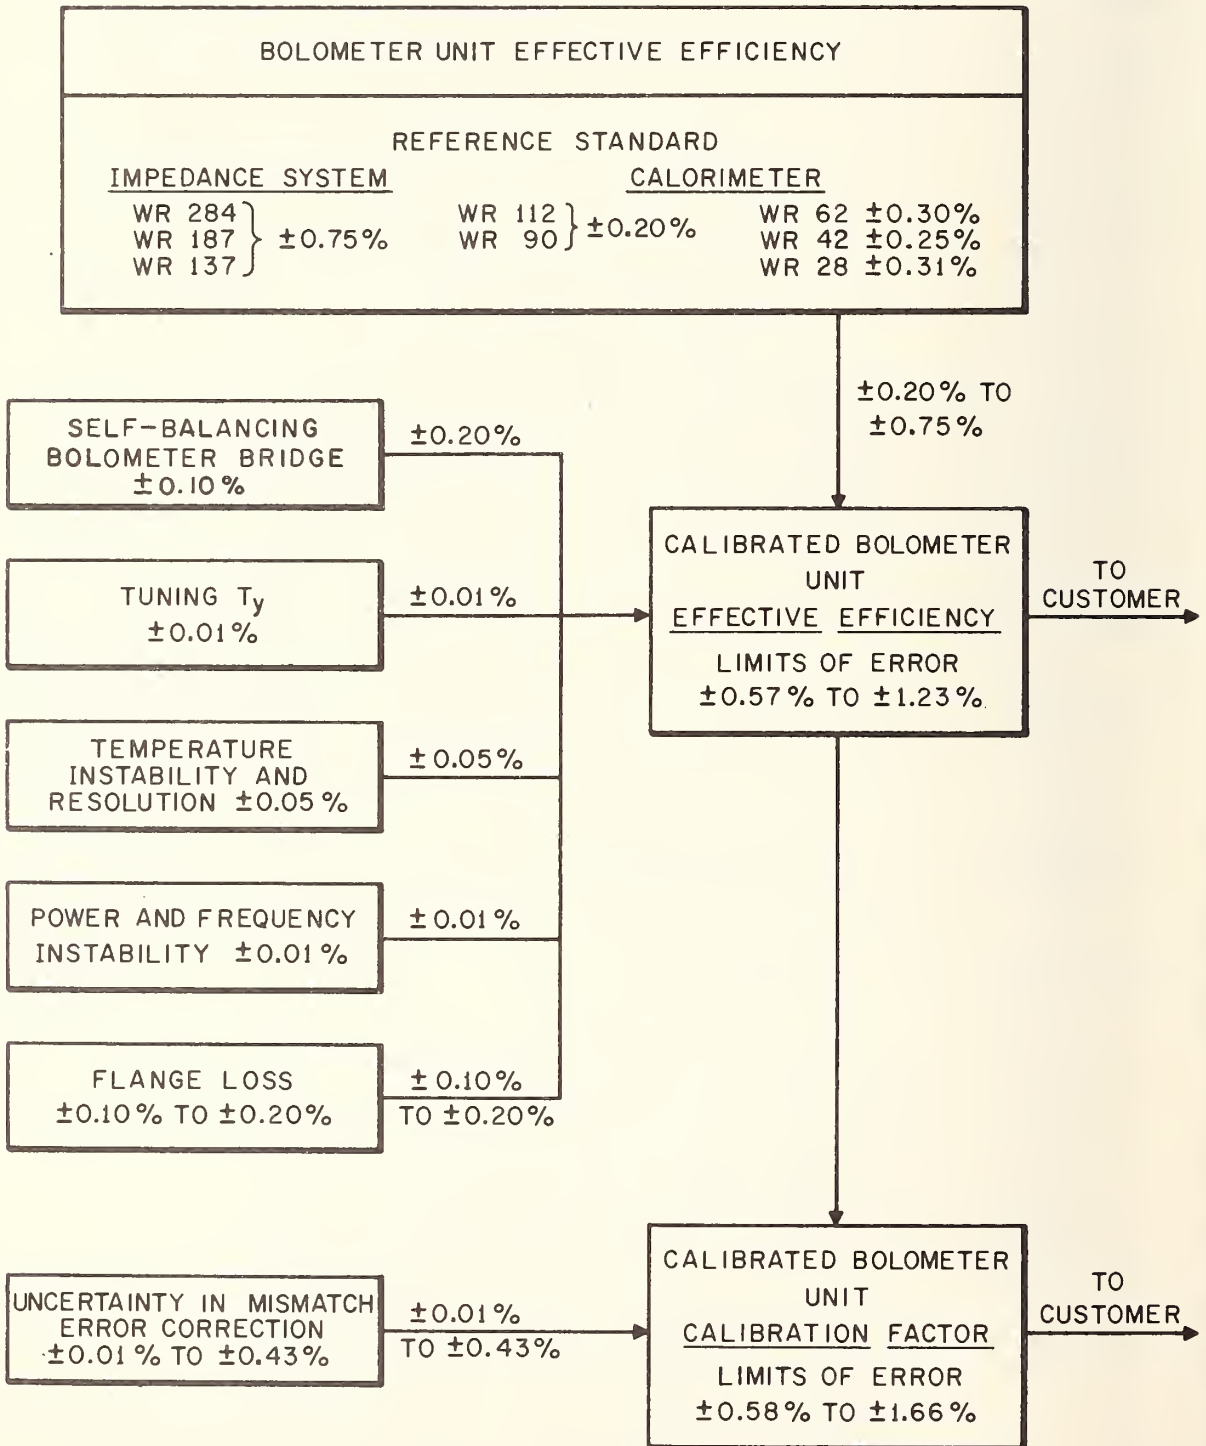 BOLOMETER UNIT EFFECTIVE EFFICIENCY
REFERENCE STANDARD
IMPEDANCE SYSTEM
CALORIMETER
WR 284
WR 187
WR 137
±0.75%
WR 112
WR 90
±0.20%
WR 62 ±0.30%
WR 42 ±0.25%
WR 28 ±0.31%
±0.20% TO
±0.75%
SELF-BALANCING
BOLOMETER BRIDGE
±0.10%
±0.20%
TUNING Ty
±0.01%
±0.01%
TEMPERATURE
INSTABILITY AND
RESOLUTION ±0.05%
±0.05%
POWER AND FREQUENCY
INSTABILITY ±0.01%
±0.01%
FLANGE LOSS
±0.10% TO ±0.20%
±0.10%
TO ±0.20%
CALIBRATED BOLOMETER
UNIT
EFFECTIVE EFFICIENCY
LIMITS OF ERROR
±0.57% TO ±1.23%
TO
CUSTOMER
UNCERTAINTY IN MISMATCH
ERROR CORRECTION
±0.01% TO ±0.43%
±0.01%
TO ±0.43%
CALIBRATED BOLOMETER
UNIT
CALIBRATION FACTOR
LIMITS OF ERROR
±0.58% TO ±1.66%
TO
CUSTOMER